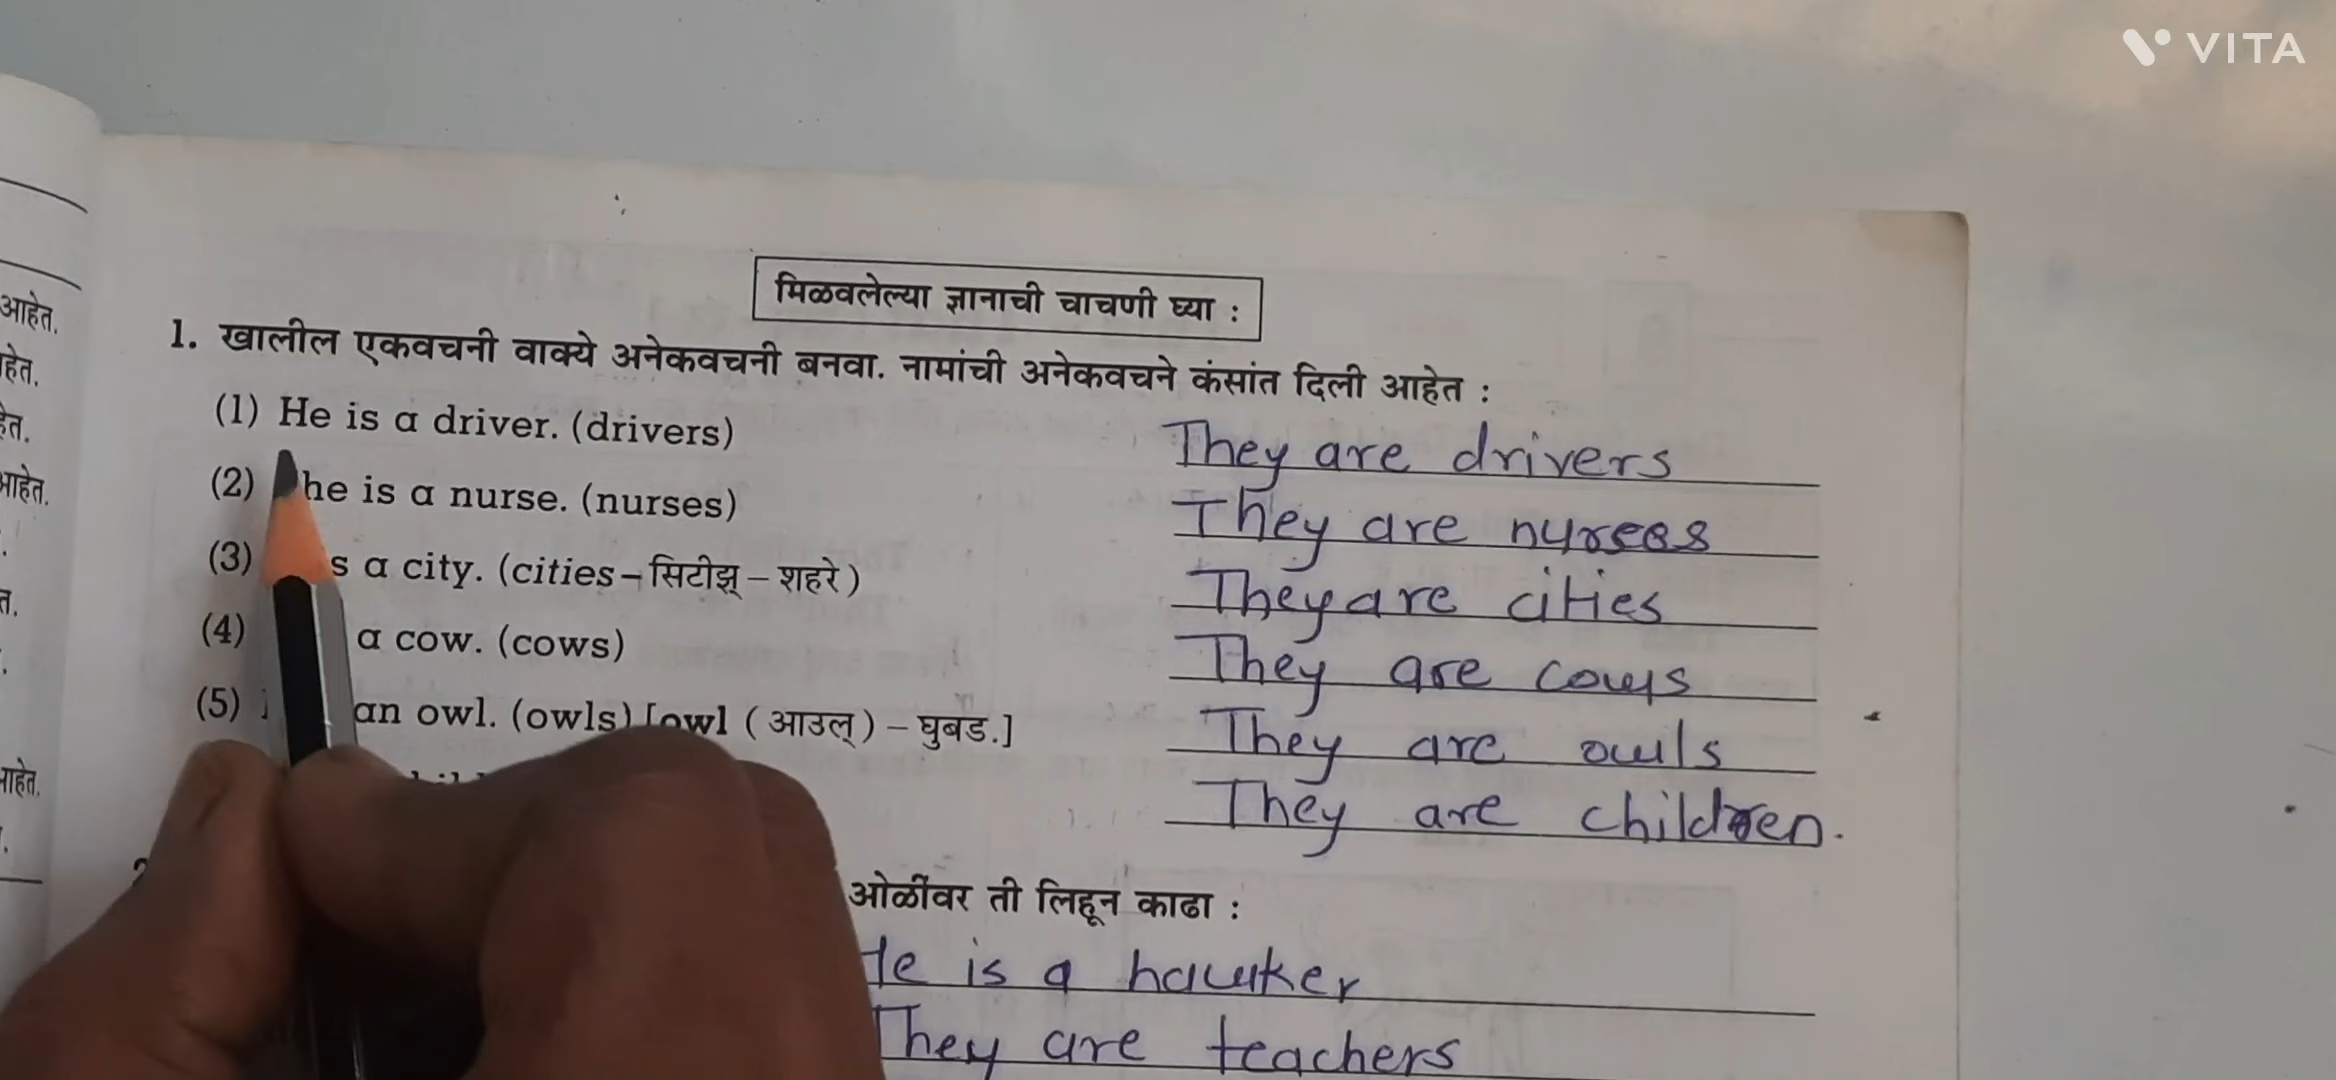 VITA
मिळवलेल्या ज्ञानाची चाचणी घ्या :
1. खालील एकवचनी वाक्ये अनेकवचनी बनवा. नामांची अनेकवचने कंसांत दिली आहेत :
(1) He is a driver. (drivers) They are drivers
(2) he is a nurse. (nurses) They are nurses
(3) s a city. (cities – सिटीझ् – शहरे) They are cities
(4) a cow. (cows) They are cows
(5) an owl. (owls) [owl (आउल्) – घुबड.] They are owls
They are children.
ओळींवर ती लिहून काढा :
He is a hawker
They are teachers
आहेत.
हेत.
हेत.
आहेत.
त.
आहेत.